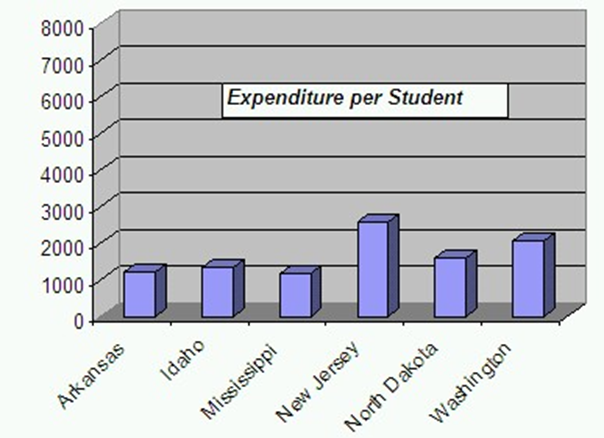 8000
7000
6000
5000
4000
3000
2000
1000
0
Expenditure per Student
Arkansas
Idaho
Mississippi
New Jersey
North Dakota
Washington